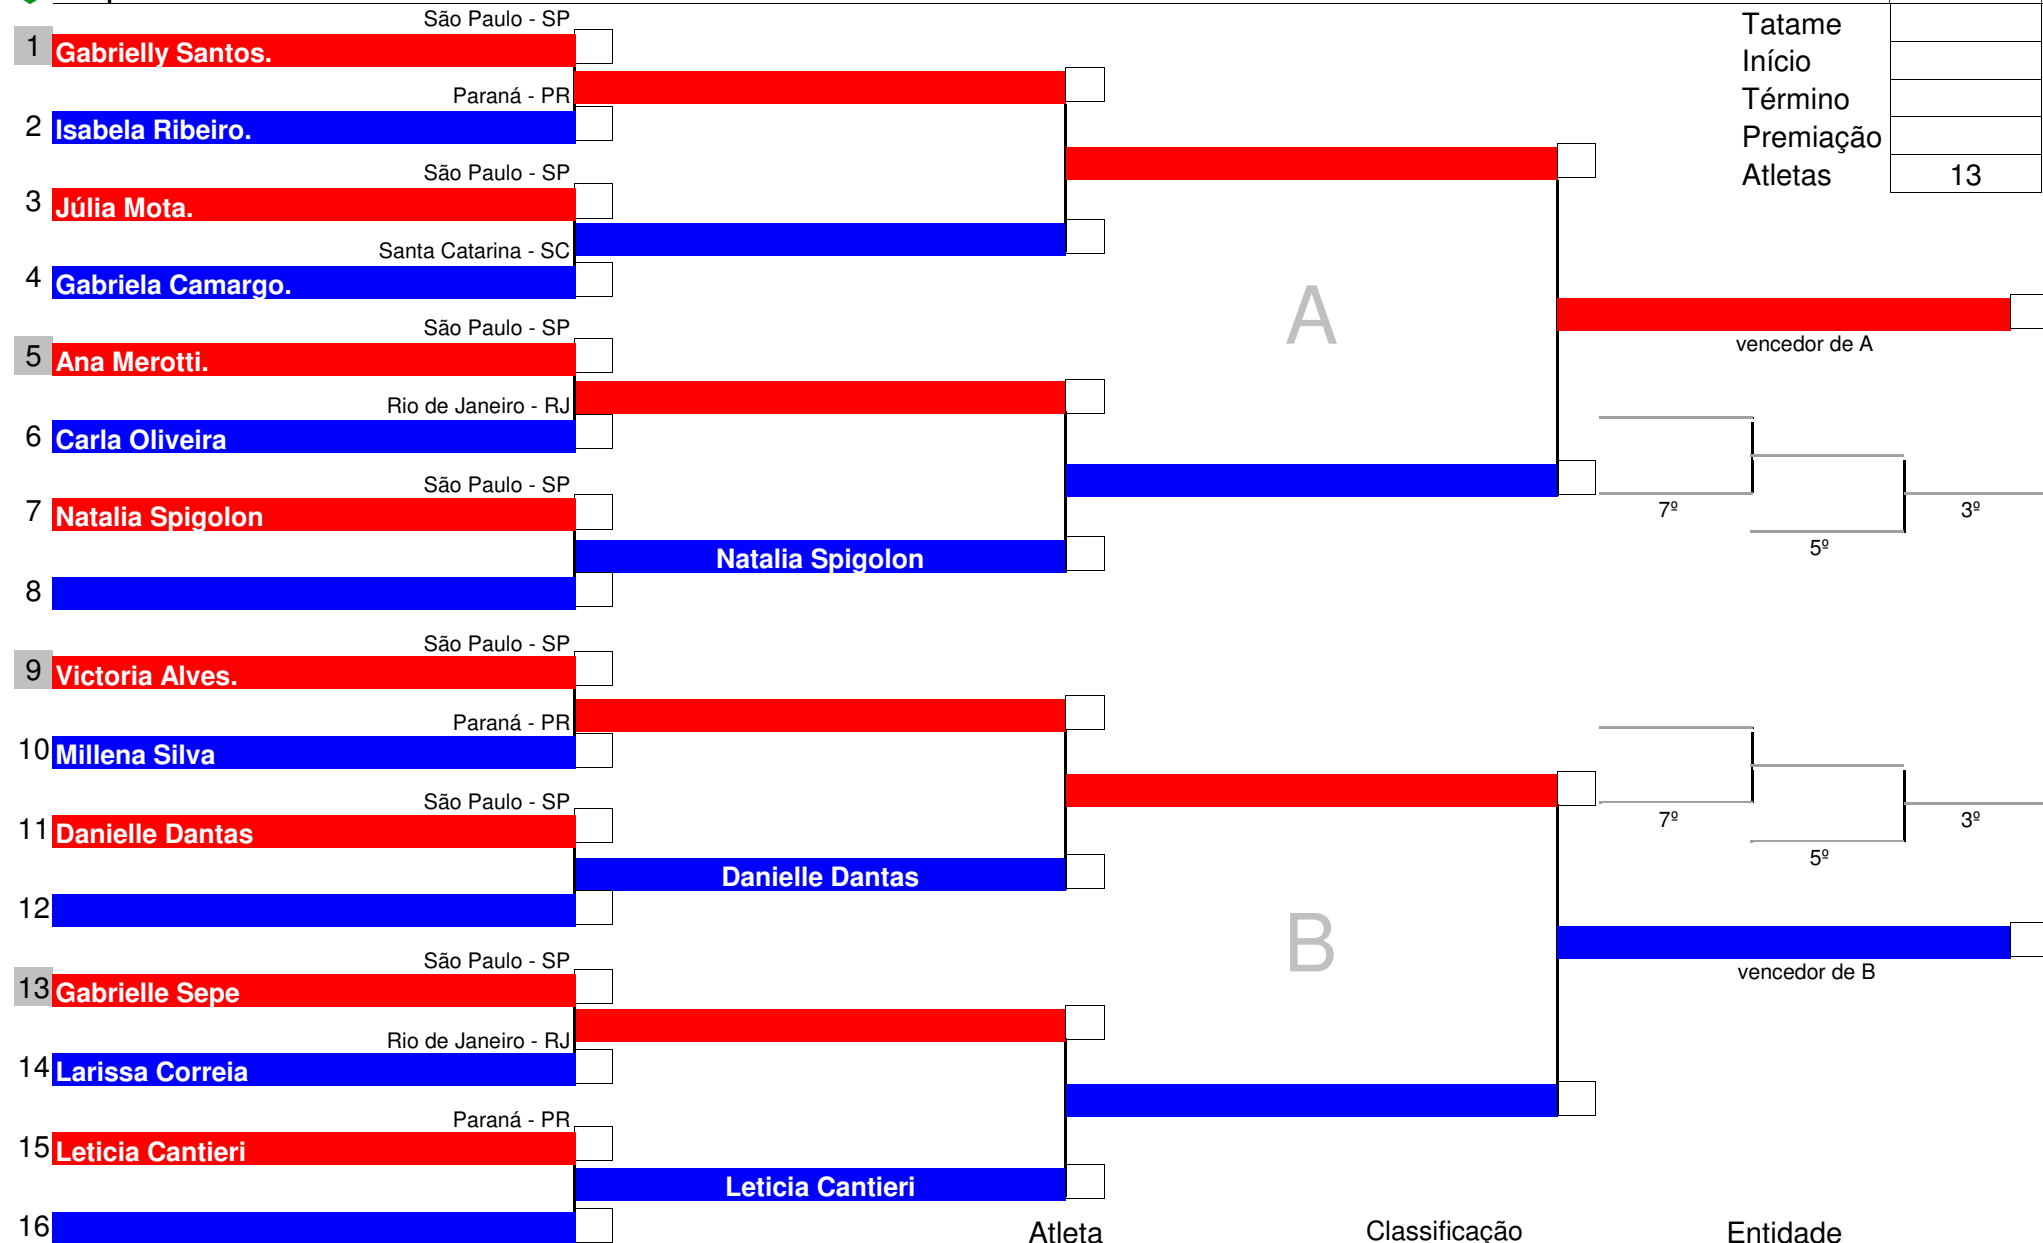 São Paulo - SP
1 Gabrielly Santos.
Paraná - PR
2 Isabela Ribeiro.
São Paulo - SP
3 Júlia Mota.
Santa Catarina - SC
4 Gabriela Camargo.
São Paulo - SP
5 Ana Merotti.
Rio de Janeiro - RJ
6 Carla Oliveira
São Paulo - SP
7 Natalia Spigolon
Natalia Spigolon
8
São Paulo - SP
9 Victoria Alves.
Paraná - PR
10 Millena Silva
São Paulo - SP
11 Danielle Dantas
Danielle Dantas
12
São Paulo - SP
13 Gabrielle Sepe
Rio de Janeiro - RJ
14 Larissa Correia
Paraná - PR
15 Leticia Cantieri
Leticia Cantieri
16
A
B
Tatame
Início
Término
Premiação
Atletas 13
vencedor de A
7º
3º
5º
7º
3º
5º
vencedor de B
Atleta Classificação Entidade